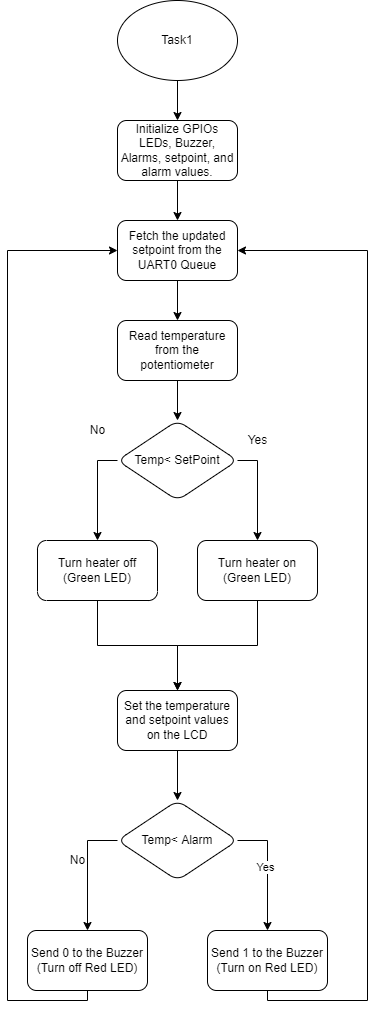 Task1
Initialize GPIOs
LEDs, Buzzer,
Alarms, setpoint, and
alarm values.
Fetch the updated
setpoint from the
UART0 Queue
Read temperature
from the
potentiometer
No
Yes
Temp< SetPoint
Turn heater off
(Green LED)
Turn heater on
(Green LED)
Set the temperature
and setpoint values
on the LCD
Temp< Alarm
No
Yes
Send 0 to the Buzzer
(Turn off Red LED)
Send 1 to the Buzzer
(Turn on Red LED)